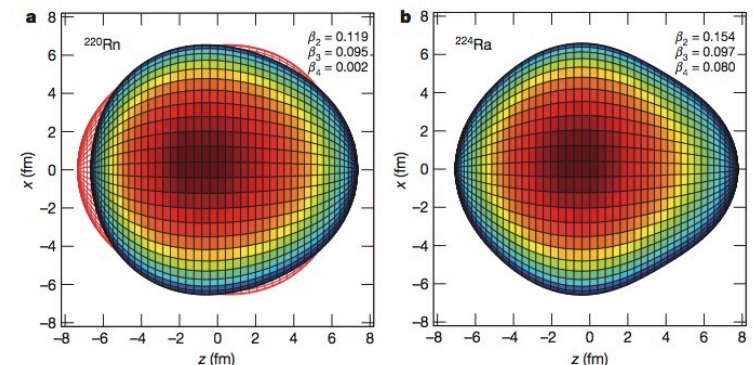 a
²²⁰Rn
β₂ = 0.119
β₃ = 0.095
β₄ = 0.002
8
6
4
2
0
−2
−4
−6
−8
x (fm)
−8 −6 −4 −2 0 2 4 6 8
z (fm)
b
²²⁴Ra
β₂ = 0.154
β₃ = 0.097
β₄ = 0.080
8
6
4
2
0
−2
−4
−6
−8
x (fm)
−8 −6 −4 −2 0 2 4 6 8
z (fm)